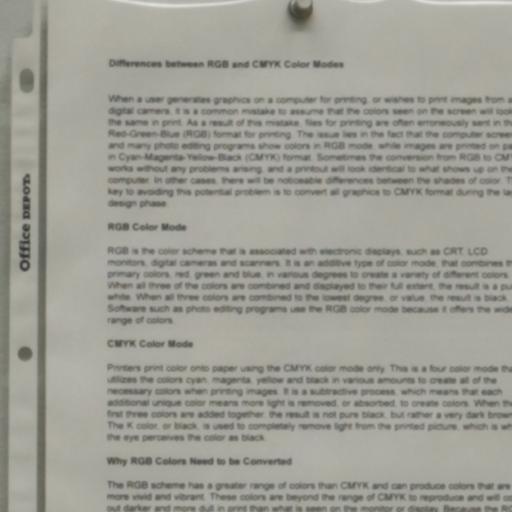 Differences between RGB and CMYK Color Modes
When a user generates graphics on a computer for printing, or wishes to print images from a
digital camera, it is a common mistake to assume that the colors seen on the screen will look
the same in print. As a result of this mistake, files for printing are often erroneously sent in the
Red-Green-Blue (RGB) format for printing. The issue lies in the fact that the computer screen
and many photo editing programs show colors in RGB mode, while images are printed on pa
in Cyan-Magenta-Yellow-Black (CMYK) format. Sometimes the conversion from RGB to CMY
works without any problems arising, and a printout will look identical to what shows up on the
computer. In other cases, there will be noticeable differences between the shades of color. T
key to avoiding this potential problem is to convert all graphics to CMYK format during the lay
design phase.
RGB Color Mode
RGB is the color scheme that is associated with electronic displays, such as CRT, LCD
monitors, digital cameras and scanners. It is an additive type of color mode, that combines th
primary colors, red, green and blue, in various degrees to create a variety of different colors.
When all three of the colors are combined and displayed to their full extent, the result is a pu
white. When all three colors are combined to the lowest degree, or value, the result is black.
Software such as photo editing programs use the RGB color mode because it offers the wide
range of colors.
CMYK Color Mode
Printers print color onto paper using the CMYK color mode only. This is a four color mode tha
utilizes the colors cyan, magenta, yellow and black in various amounts to create all of the
necessary colors when printing images. It is a subtractive process, which means that each
additional unique color means more light is removed, or absorbed, to create colors. When the
first three colors are added together, the result is not pure black, but rather a very dark brown
The K color, or black, is used to completely remove light from the printed picture, which is wh
the eye perceives the color as black.
Why RGB Colors Need to be Converted
The RGB scheme has a greater range of colors than CMYK and can produce colors that are
more vivid and vibrant. These colors are beyond the range of CMYK to reproduce and will co
out darker and more dull in print than what is seen on the monitor or display. Because the RG
Office DEPOT